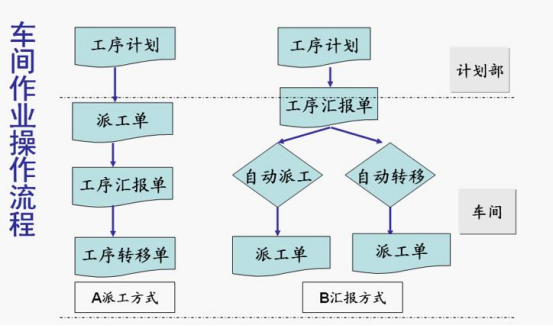 车间作业操作流程
工序计划
工序计划
计划部
派工单
工序汇报单
工序汇报单
自动派工
自动转移
车间
工序转移单
派工单
派工单
A派工方式
B汇报方式